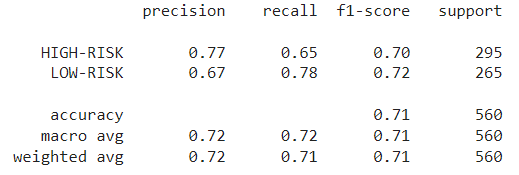 precision recall f1-score support
HIGH-RISK 0.77 0.65 0.70 295
LOW-RISK 0.67 0.78 0.72 265
accuracy 0.71 560
macro avg 0.72 0.72 0.71 560
weighted avg 0.72 0.71 0.71 560